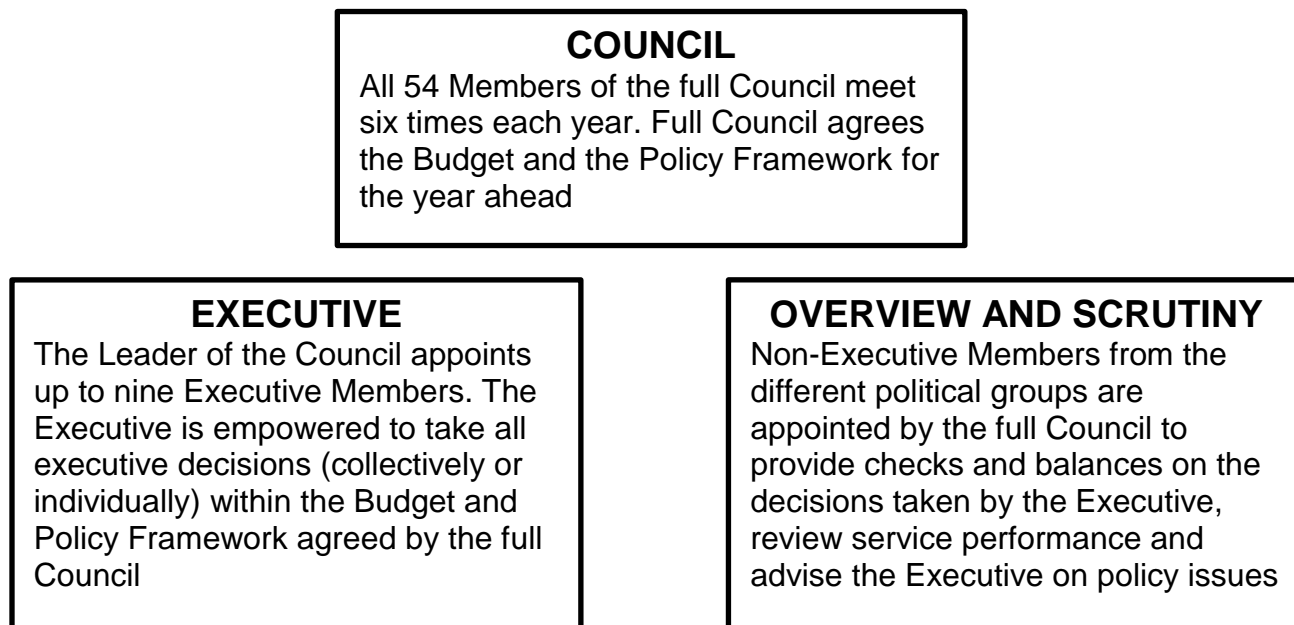 COUNCIL
All 54 Members of the full Council meet
six times each year. Full Council agrees
the Budget and the Policy Framework for
the year ahead
EXECUTIVE
The Leader of the Council appoints
up to nine Executive Members. The
Executive is empowered to take all
executive decisions (collectively or
individually) within the Budget and
Policy Framework agreed by the full
Council
OVERVIEW AND SCRUTINY
Non-Executive Members from the
different political groups are
appointed by the full Council to
provide checks and balances on the
decisions taken by the Executive,
review service performance and
advise the Executive on policy issues